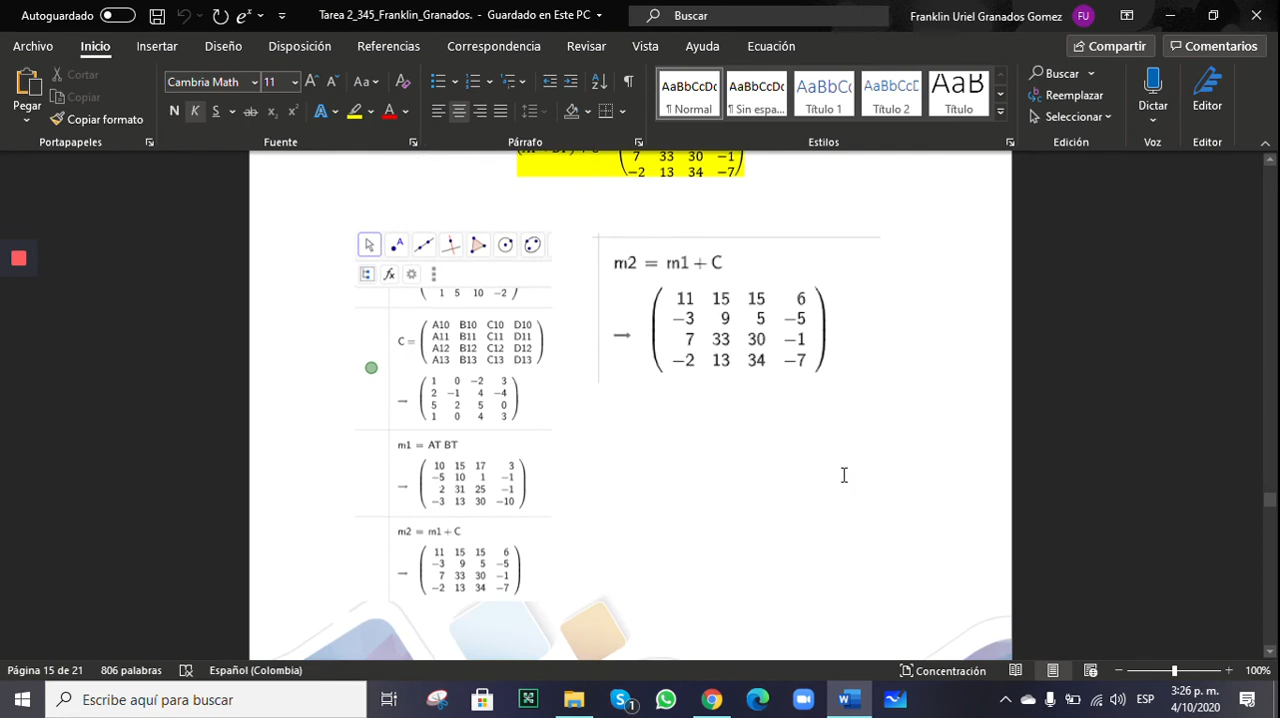 Autoguardado
Tarea 2_345_Franklin_Granados. - Guardado en Este PC
Buscar
Franklin Uriel Granados Gomez
FU
Archivo Inicio Insertar Diseño Disposición Referencias Correspondencia Revisar Vista Ayuda Ecuación
Compartir
Comentarios
Pegar
Cortar
Copiar
Copiar formato
Cambria Math 11
N K S ab x₂ x²
AaBbCcDc AaBbCcDc AaBbCc AaBbCcD AaB
¶ Normal ¶ Sin espa... Título 1 Título 2 Título
Buscar
Reemplazar
Seleccionar
Dictar
Editor
Portapapeles Fuente Párrafo Estilos Edición Voz Editor
7 33 30 −1
−2 13 34 −7
1 5 10 −2
C =
A10 B10 C10 D10
A11 B11 C11 D11
A12 B12 C12 D12
A13 B13 C13 D13
→
1 0 −2 3
2 −1 4 −4
5 2 5 0
1 0 4 3
m1 = AT BT
→
10 15 17 3
−5 10 1 −1
2 31 25 −1
−3 13 30 −10
m2 = m1 + C
→
11 15 15 6
−3 9 5 −5
7 33 30 −1
−2 13 34 −7
m2 = m1 + C
→
11 15 15 6
−3 9 5 −5
7 33 30 −1
−2 13 34 −7
Página 15 de 21 806 palabras Español (Colombia)
Concentración
100%
Escribe aquí para buscar
1
ESP
3:26 p. m.
4/10/2020